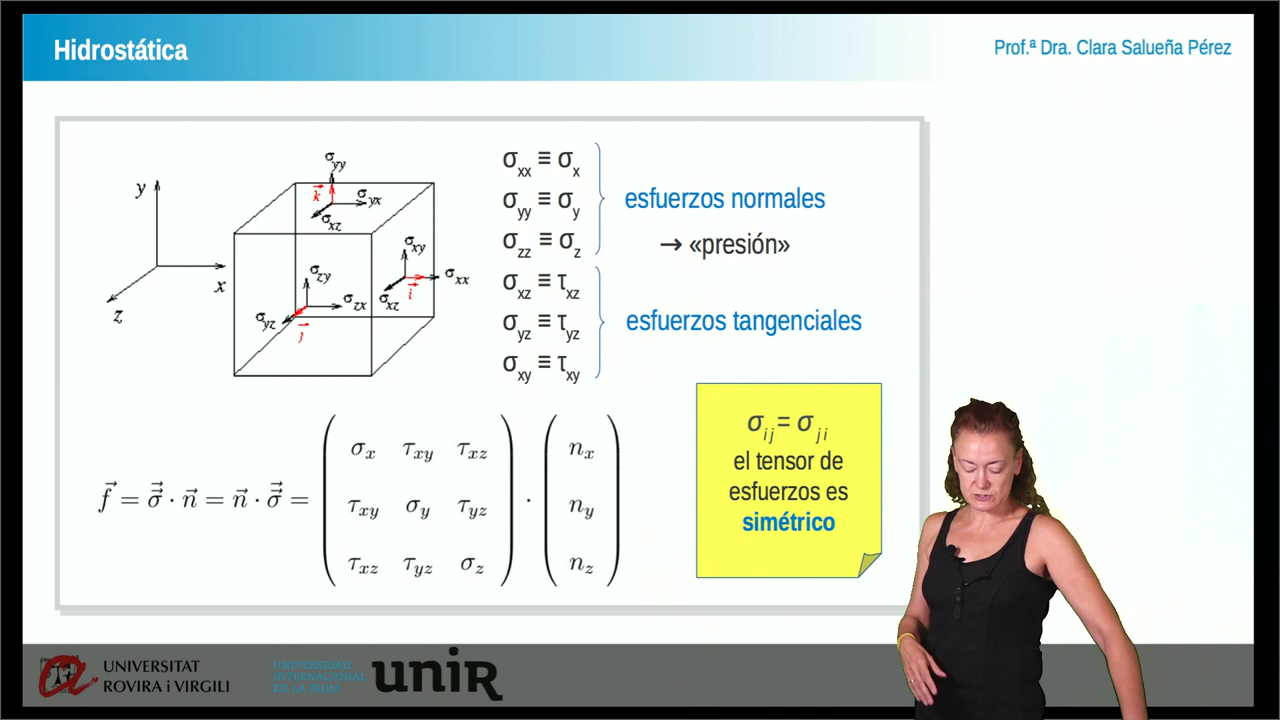 Hidrostática
Prof.ª Dra. Clara Salueña Pérez
y
x
z
σyy
k
σyx
σxz
σxy
σxx
i
σxz
σzy
σzx
σyz
j
σxx ≡ σx
σyy ≡ σy
σzz ≡ σz
esfuerzos normales
→ «presión»
σxz ≡ τxz
σyz ≡ τyz
σxy ≡ τxy
esfuerzos tangenciales
f⃗ = σ⃗⃗ · n⃗ = n⃗ · σ⃗⃗ =
σx τxy τxz
τxy σy τyz
τxz τyz σz
·
nx
ny
nz
σij = σji
el tensor de
esfuerzos es
simétrico
UNIVERSITAT
ROVIRA i VIRGILI
UNIVERSIDAD
INTERNACIONAL
DE LA RIOJA
unir